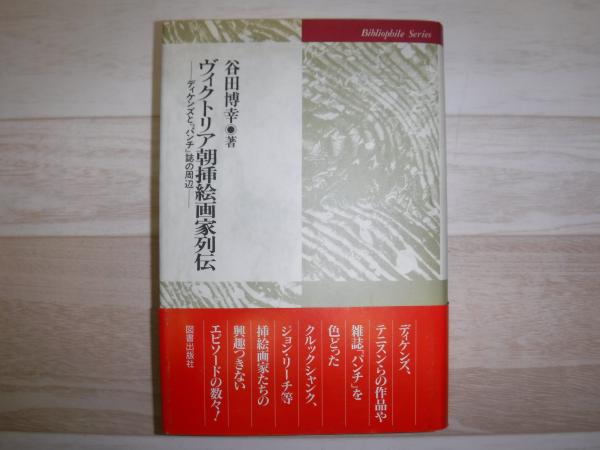 Bibliophile Series
谷田博幸●著
ヴィクトリア朝挿絵画家列伝
──ディケンズと『パンチ』誌の周辺──
ディケンズ、
テニスンらの作品や
雑誌『パンチ』を
色どった
クルックシャンク、
ジョン・リーチ等
挿絵画家たちの
興趣つきない
エピソードの数々!
図書出版社